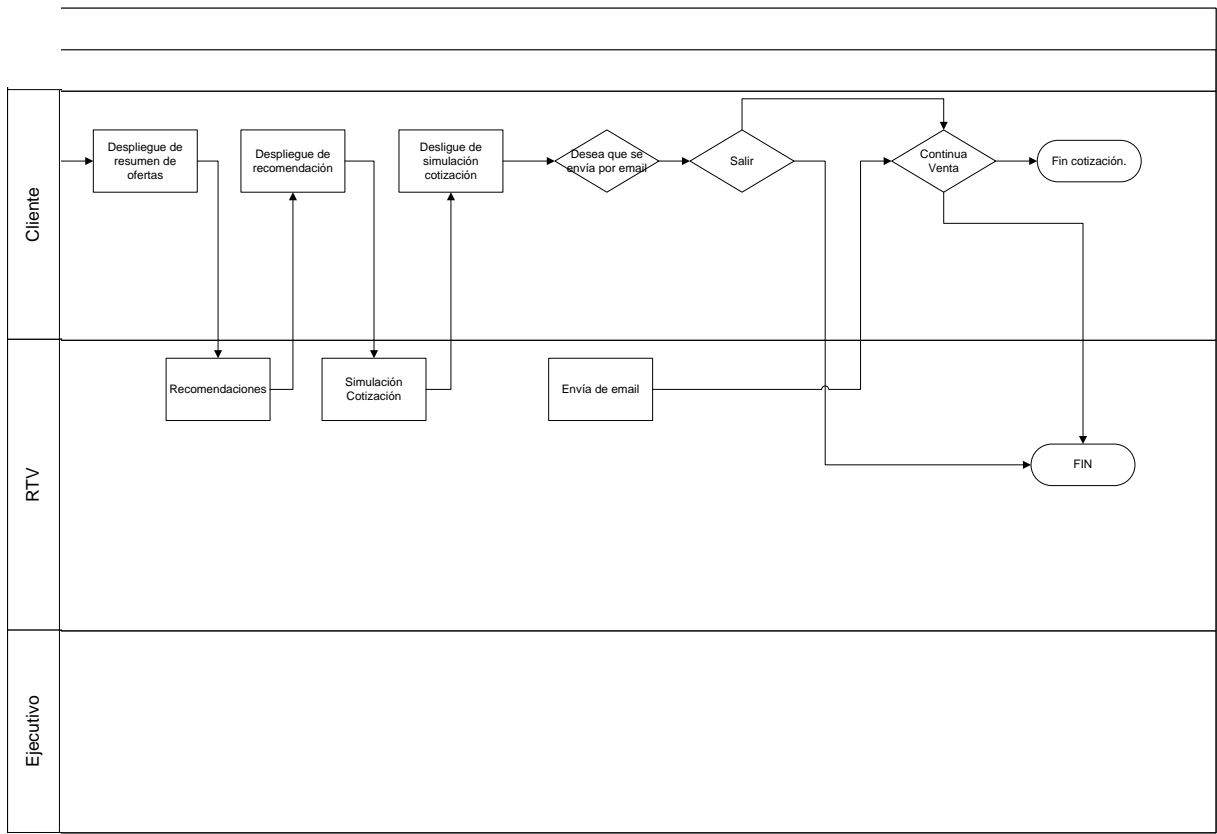 Cliente
Despliegue de
resumen de
ofertas
Despliegue de
recomendación
Desligue de
simulación
cotización
Desea que se
envía por email
Salir
Continua
Venta
Fin cotización.
RTV
Recomendaciones
Simulación
Cotización
Envía de email
FIN
Ejecutivo